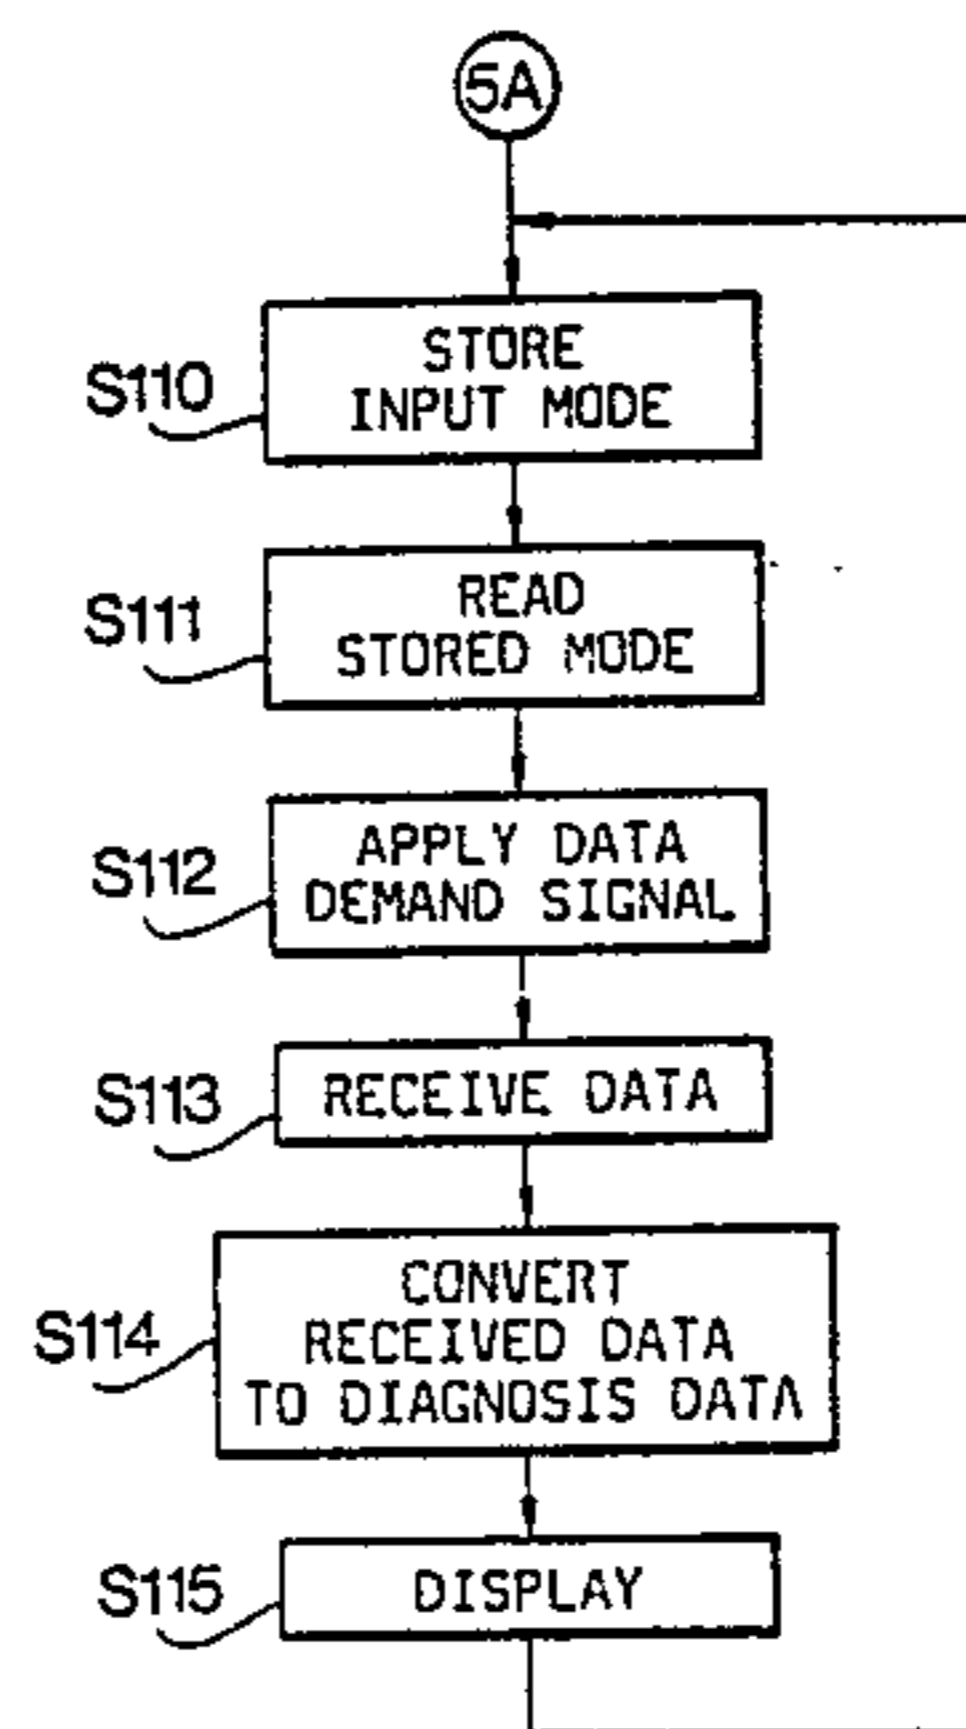 5A
S110
STORE
INPUT MODE
S111
READ
STORED MODE
S112
APPLY DATA
DEMAND SIGNAL
S113
RECEIVE DATA
S114
CONVERT
RECEIVED DATA
TO DIAGNOSIS DATA
S115
DISPLAY